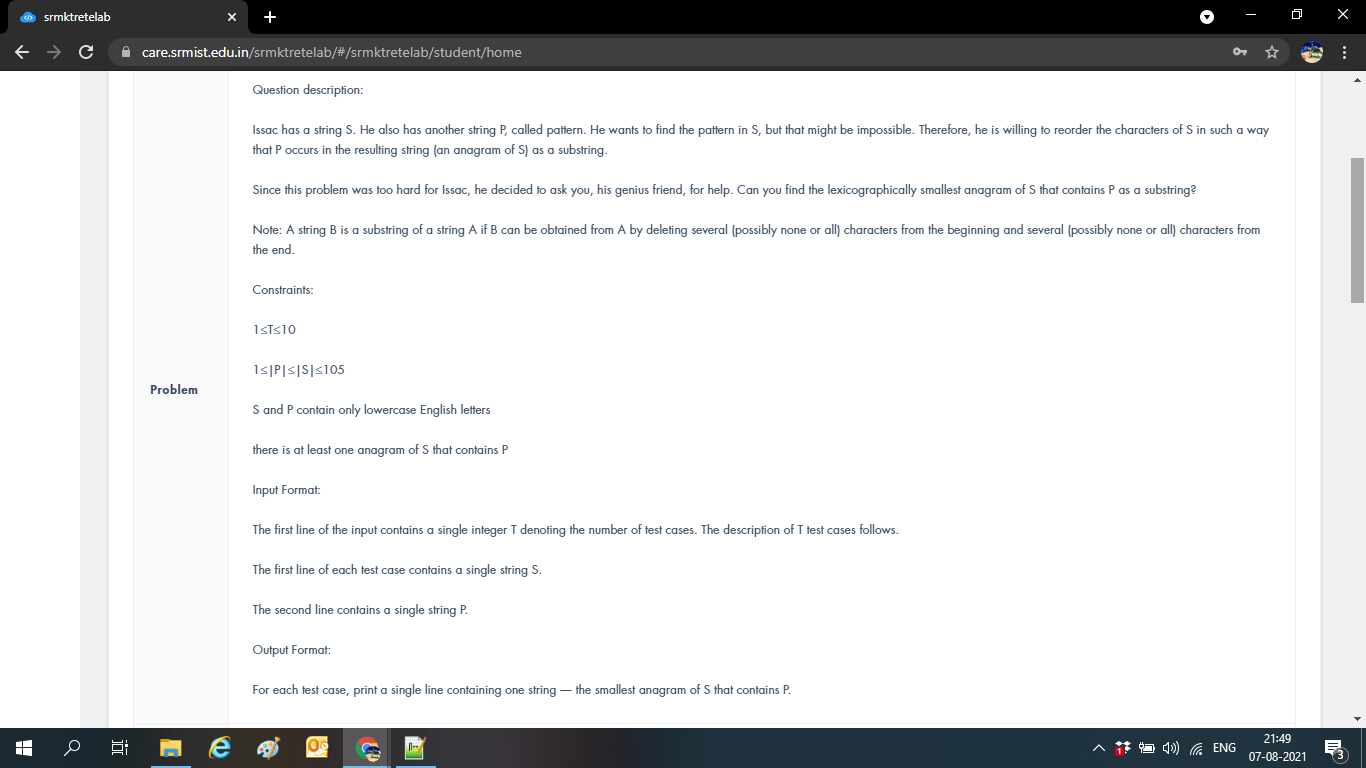 srmktretelab
care.srmist.edu.in/srmktretelab/#/srmktretelab/student/home
Question description:
Issac has a string S. He also has another string P, called pattern. He wants to find the pattern in S, but that might be impossible. Therefore, he is willing to reorder the characters of S in such a way
that P occurs in the resulting string (an anagram of S) as a substring.
Since this problem was too hard for Issac, he decided to ask you, his genius friend, for help. Can you find the lexicographically smallest anagram of S that contains P as a substring?
Note: A string B is a substring of a string A if B can be obtained from A by deleting several (possibly none or all) characters from the beginning and several (possibly none or all) characters from
the end.
Constraints:
1≤T≤10
1≤|P|≤|S|≤105
Problem
S and P contain only lowercase English letters
there is at least one anagram of S that contains P
Input Format:
The first line of the input contains a single integer T denoting the number of test cases. The description of T test cases follows.
The first line of each test case contains a single string S.
The second line contains a single string P.
Output Format:
For each test case, print a single line containing one string — the smallest anagram of S that contains P.
ENG
21:49
07-08-2021
3